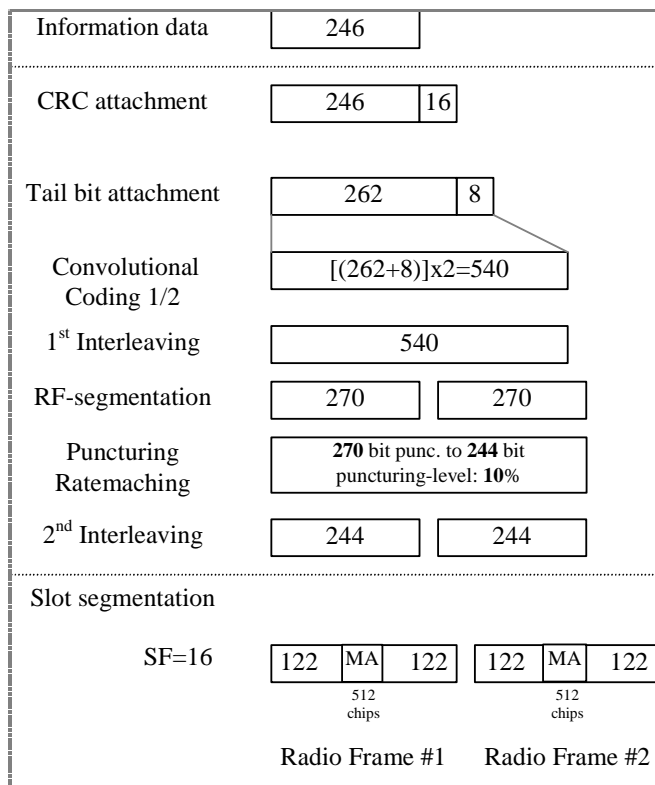 Information data 246
CRC attachment 246 16
Tail bit attachment 262 8
Convolutional
Coding 1/2
[(262+8)]x2=540
1st Interleaving 540
RF-segmentation 270 270
Puncturing
Ratemaching
270 bit punc. to 244 bit
puncturing-level: 10%
2nd Interleaving 244 244
Slot segmentation
SF=16 122 MA 122 122 MA 122
512
chips
512
chips
Radio Frame #1 Radio Frame #2